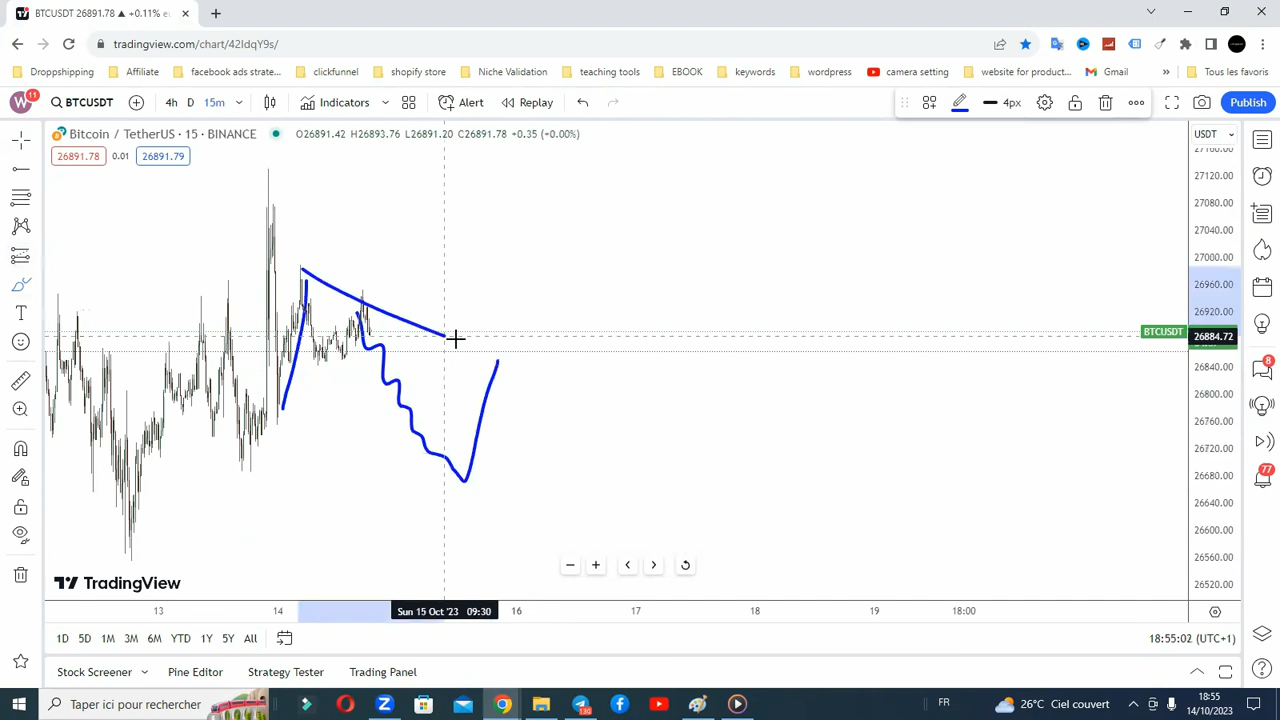 BTCUSDT 26891.78 ▲ +0.11%
tradingview.com/chart/42IdqY9s/
Droppshipping Affiliate facebook ads strate... clickfunnel shopify store Niche Validation teaching tools EBOOK keywords wordpress camera setting website for product... Gmail » Tous les favoris
W 11 BTCUSDT 4h D 15m Indicators Alert Replay 4px Publish
Bitcoin / TetherUS · 15 · BINANCE O26891.42 H26893.76 L26891.20 C26891.78 +0.35 (+0.00%) USDT
26891.78 0.01 26891.79
27160.00
27120.00
27080.00
27040.00
27000.00
26960.00
26920.00
BTCUSDT 26884.72
26840.00
26800.00
26760.00
26720.00
26680.00
26640.00
26600.00
26560.00
26520.00
8
77
TradingView
13 14 Sun 15 Oct '23 09:30 16 17 18 18:00 19
1D 5D 1M 3M 6M YTD 1Y 5Y All 18:55:02 (UTC+1)
Stock Screener Pine Editor Strategy Tester Trading Panel
Taper ici pour rechercher 130 FR 26°C Ciel couvert 18:55
14/10/2023